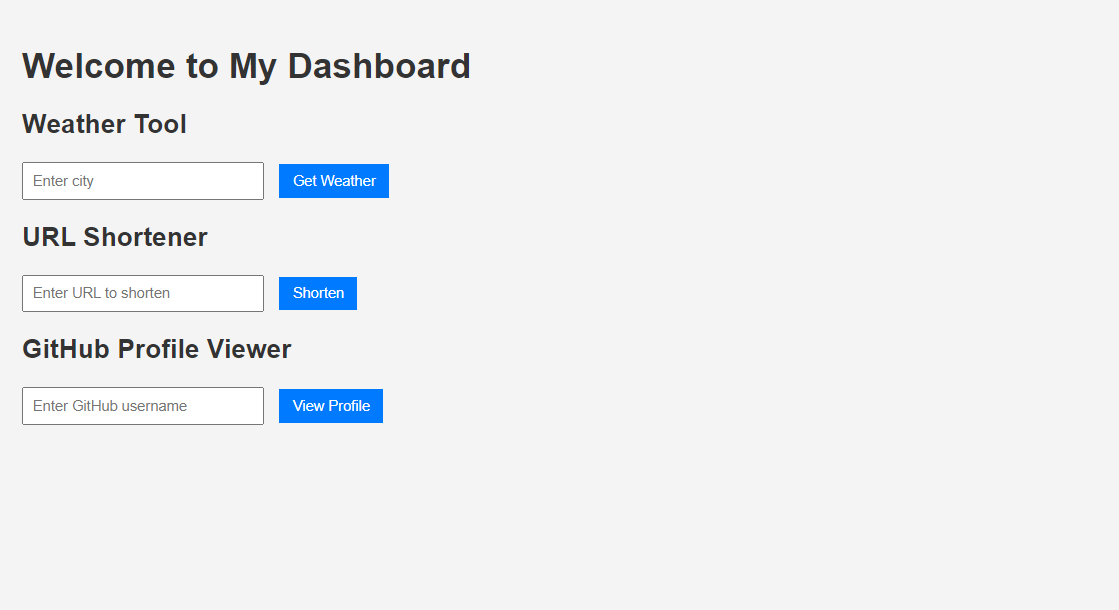 Welcome to My Dashboard
Weather Tool
Enter city Get Weather
URL Shortener
Enter URL to shorten Shorten
GitHub Profile Viewer
Enter GitHub username View Profile